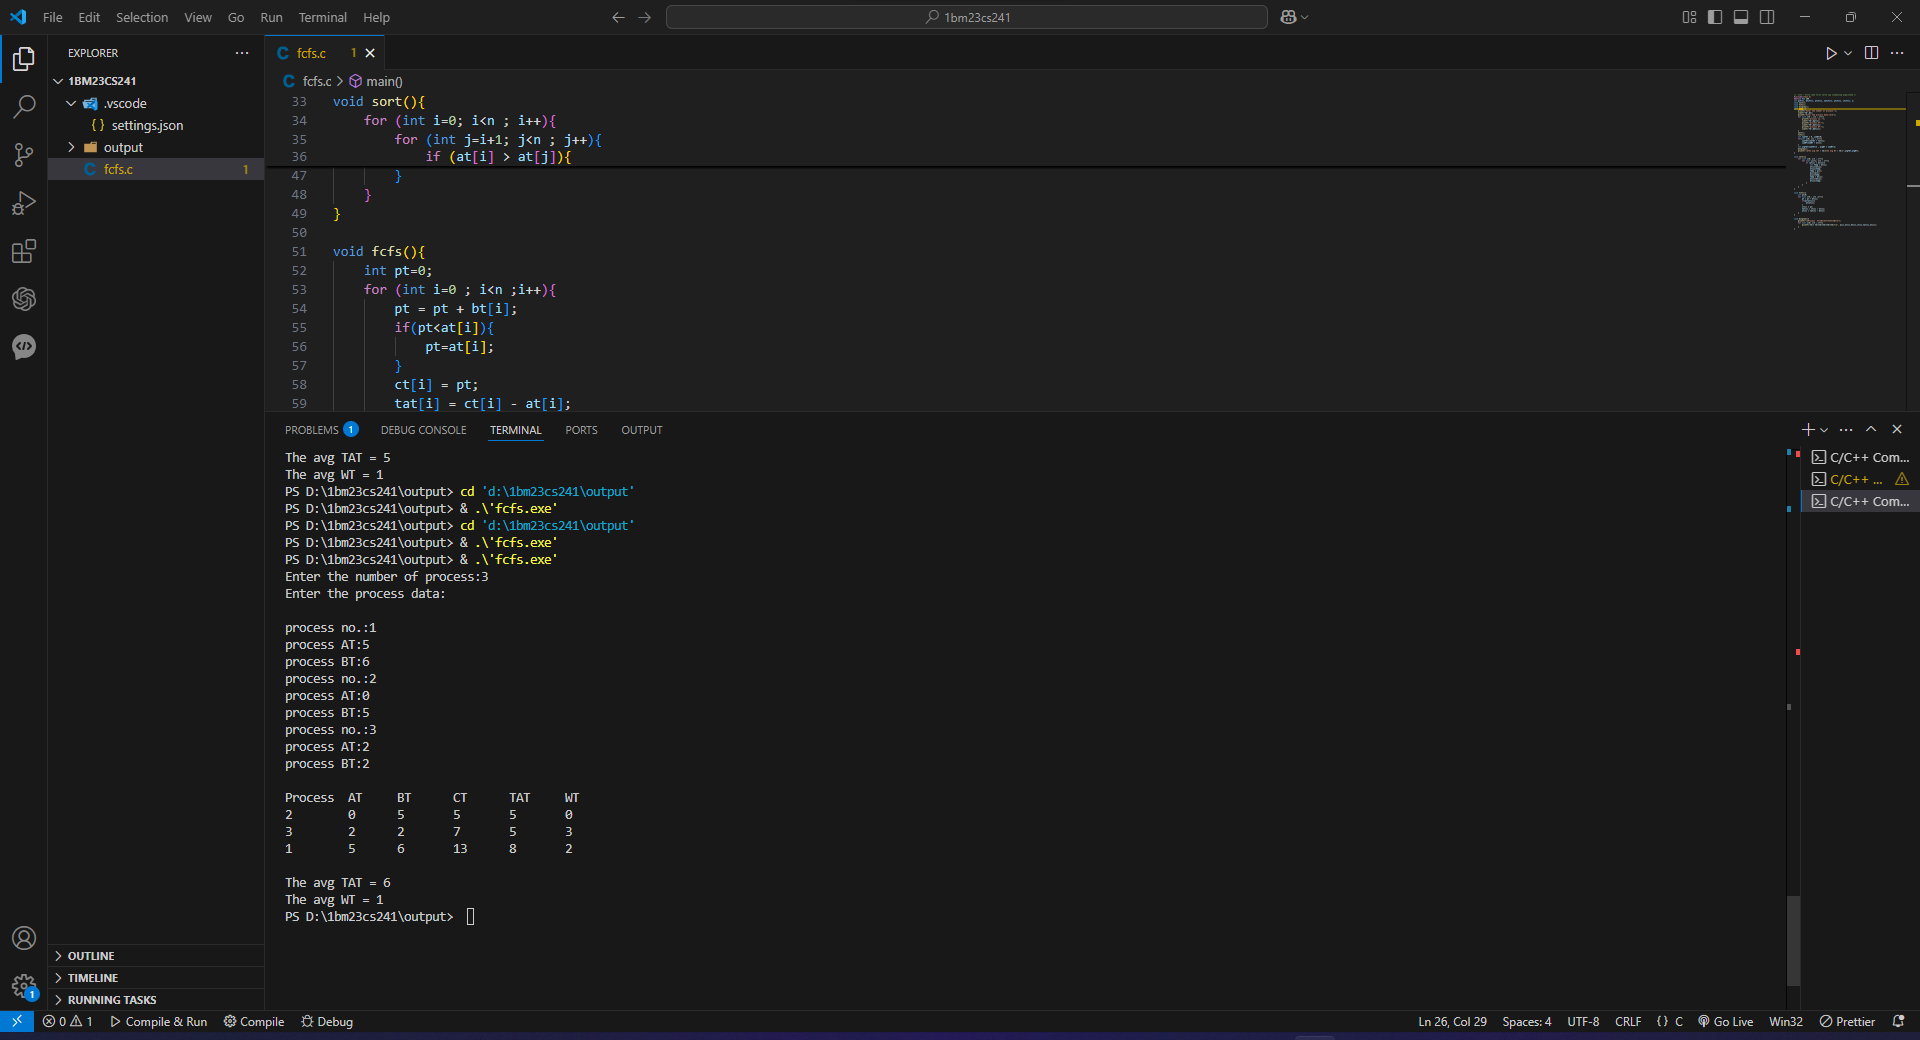 File Edit Selection View Go Run Terminal Help
1bm23cs241
EXPLORER
1BM23CS241
.vscode
{} settings.json
output
C fcfs.c 1
OUTLINE
TIMELINE
RUNNING TASKS
C fcfs.c 1
C fcfs.c > main()
33 void sort(){
34 for (int i=0; i<n ; i++){
35 for (int j=i+1; j<n ; j++){
36 if (at[i] > at[j]){
47 }
48 }
49 }
50
51 void fcfs(){
52 int pt=0;
53 for (int i=0 ; i<n ;i++){
54 pt = pt + bt[i];
55 if(pt<at[i]){
56 pt=at[i];
57 }
58 ct[i] = pt;
59 tat[i] = ct[i] - at[i];
PROBLEMS 1 DEBUG CONSOLE TERMINAL PORTS OUTPUT
The avg TAT = 5
The avg WT = 1
PS D:\1bm23cs241\output> cd 'd:\1bm23cs241\output'
PS D:\1bm23cs241\output> & .\'fcfs.exe'
PS D:\1bm23cs241\output> cd 'd:\1bm23cs241\output'
PS D:\1bm23cs241\output> & .\'fcfs.exe'
PS D:\1bm23cs241\output> & .\'fcfs.exe'
Enter the number of process:3
Enter the process data:
process no.:1
process AT:5
process BT:6
process no.:2
process AT:0
process BT:5
process no.:3
process AT:2
process BT:2
Process AT BT CT TAT WT
2 0 5 5 5 0
3 2 2 7 5 3
1 5 6 13 8 2
The avg TAT = 6
The avg WT = 1
PS D:\1bm23cs241\output>
C/C++ Com...
C/C++ ...
C/C++ Com...
1
0 1 Compile & Run Compile Debug
Ln 26, Col 29 Spaces: 4 UTF-8 CRLF {} C Go Live Win32 Prettier